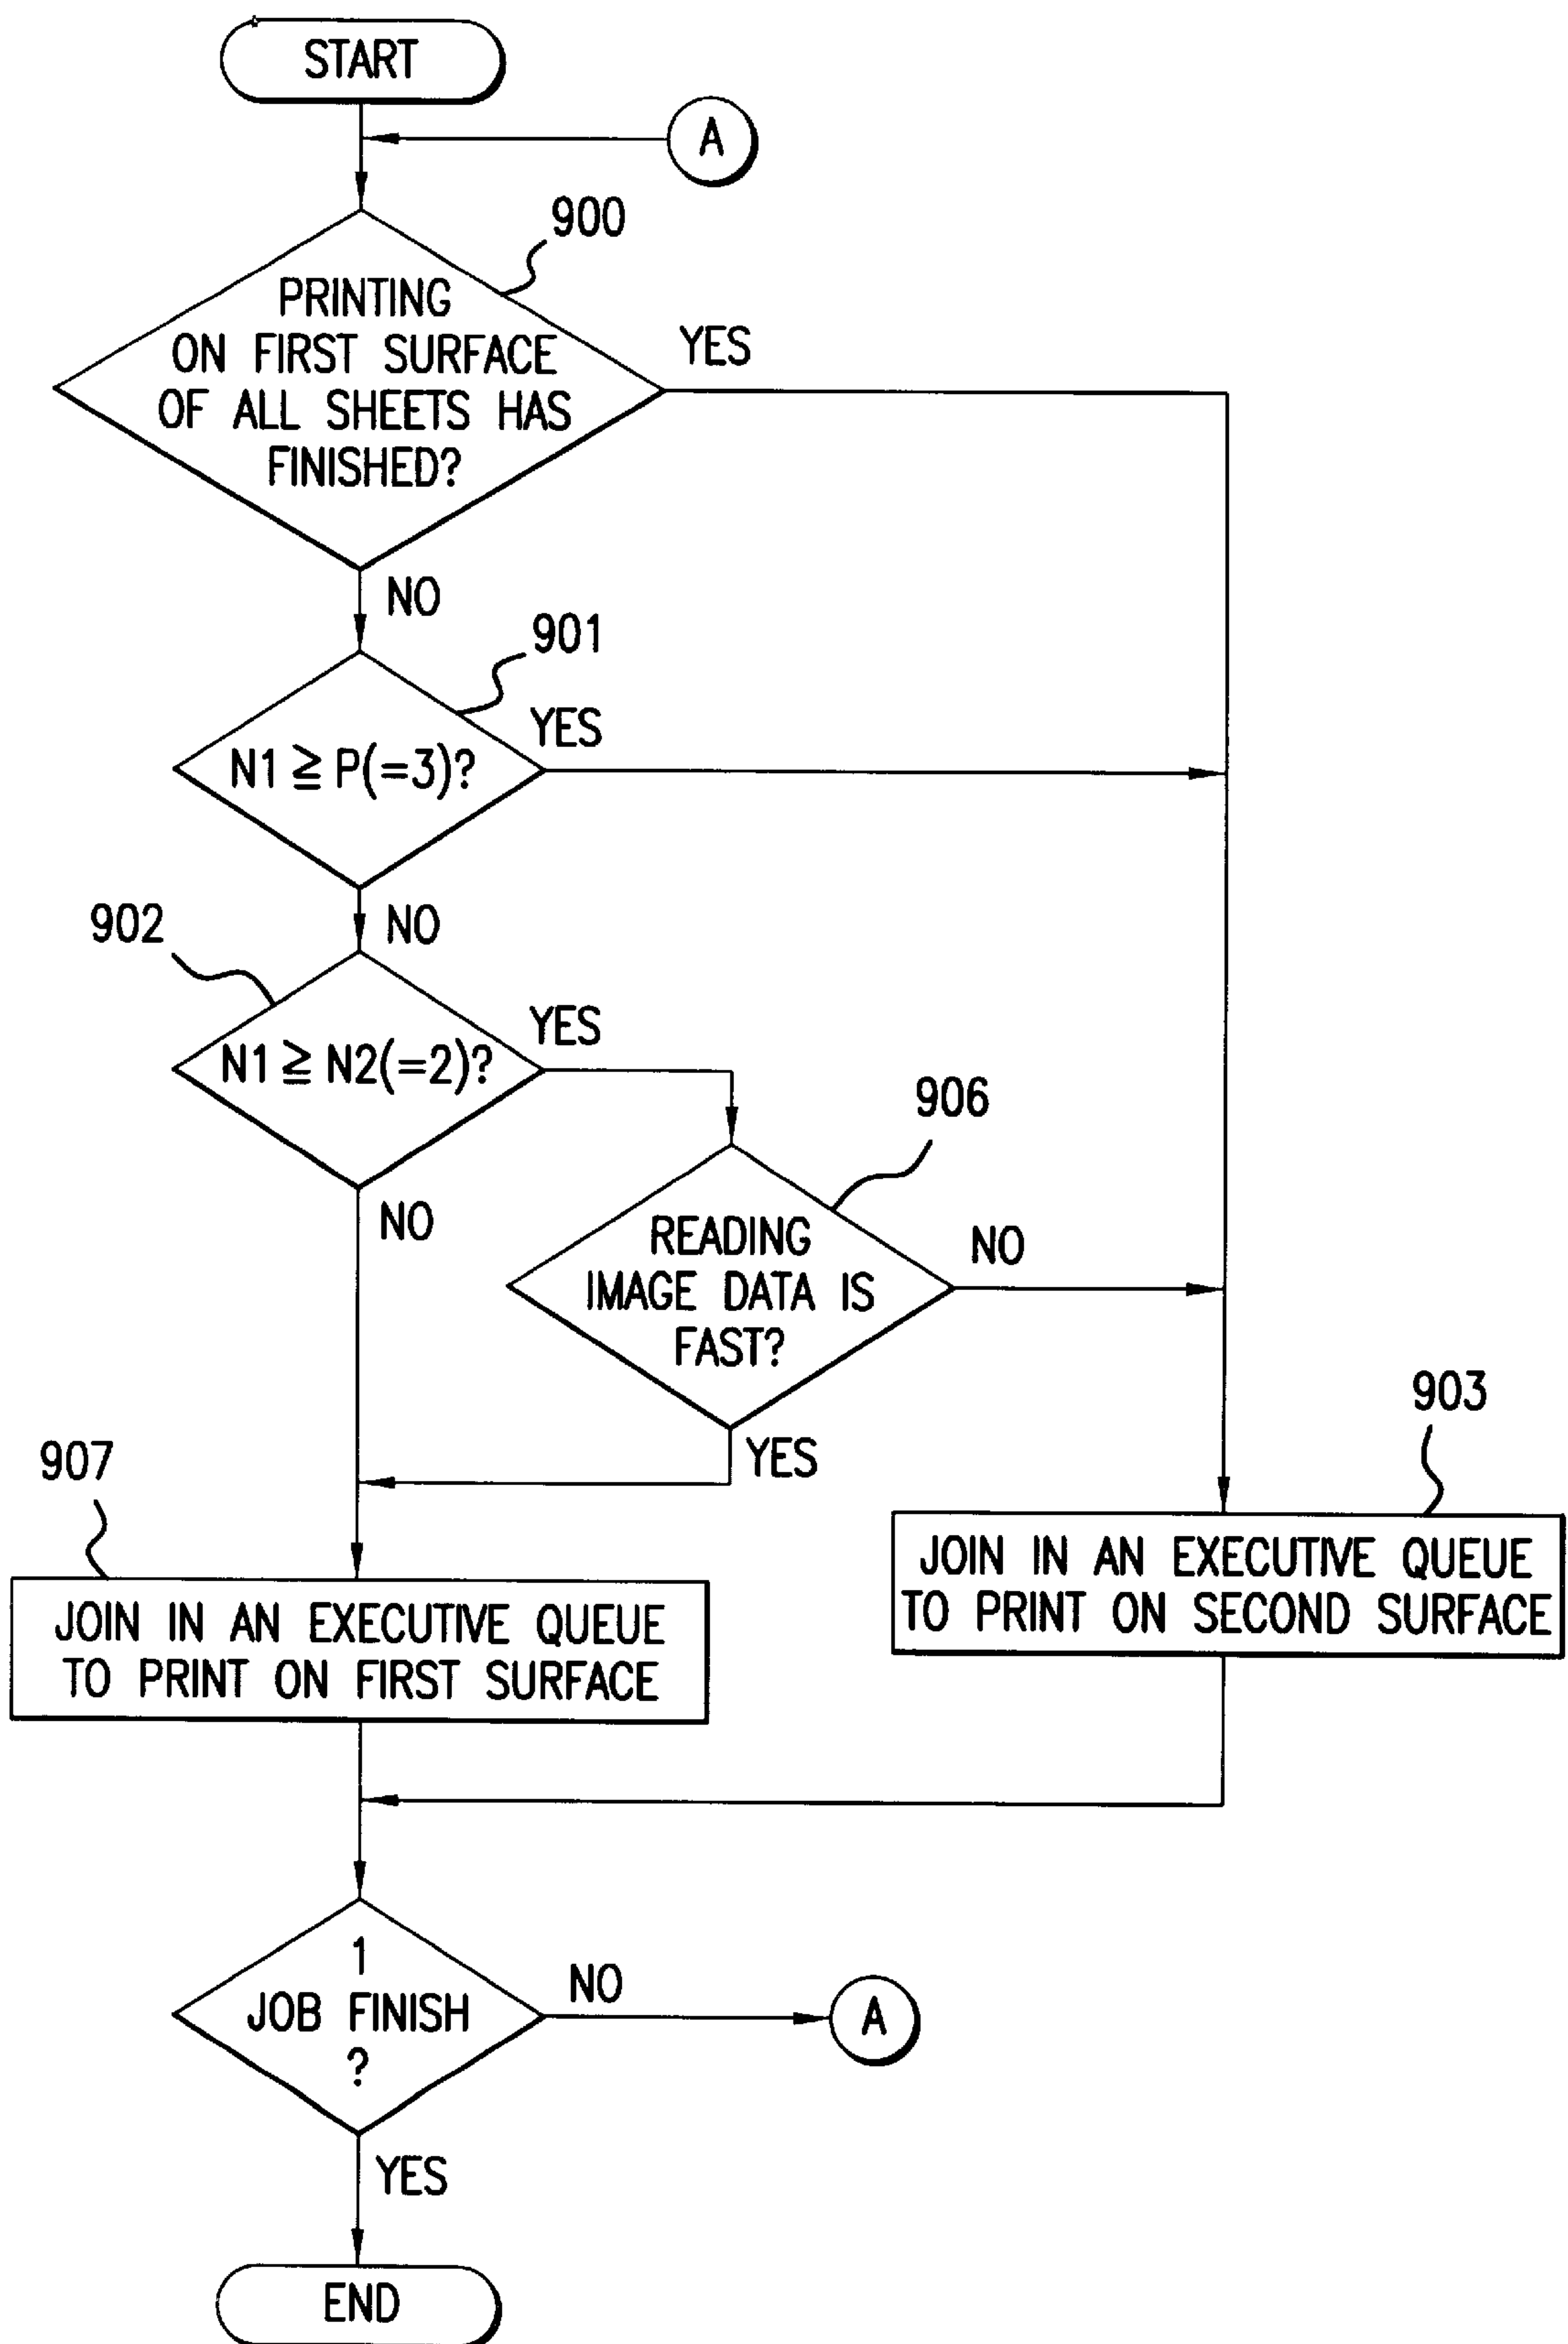 START
A
900
PRINTING
ON FIRST SURFACE
OF ALL SHEETS HAS
FINISHED?
YES
NO
901
N1 ≧ P(=3)?
YES
NO
902
N1 ≧ N2(=2)?
YES
NO
906
READING
IMAGE DATA IS
FAST?
NO
YES
903
JOIN IN AN EXECUTIVE QUEUE
TO PRINT ON SECOND SURFACE
907
JOIN IN AN EXECUTIVE QUEUE
TO PRINT ON FIRST SURFACE
1
JOB FINISH
?
NO
A
YES
END